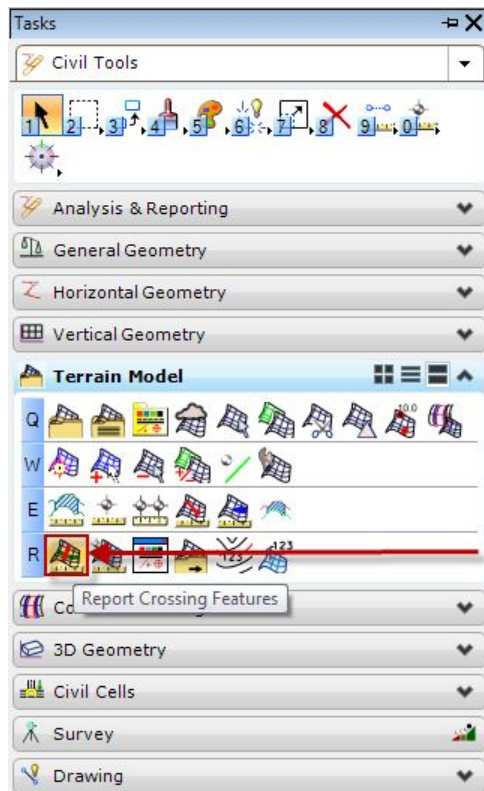 Tasks
Civil Tools
1 2 3 4 5 6 7 8 9 0
Analysis & Reporting
General Geometry
Horizontal Geometry
Vertical Geometry
Terrain Model
Q 10.0
W
E
R 123 123
Report Crossing Features
3D Geometry
Civil Cells
Survey
Drawing